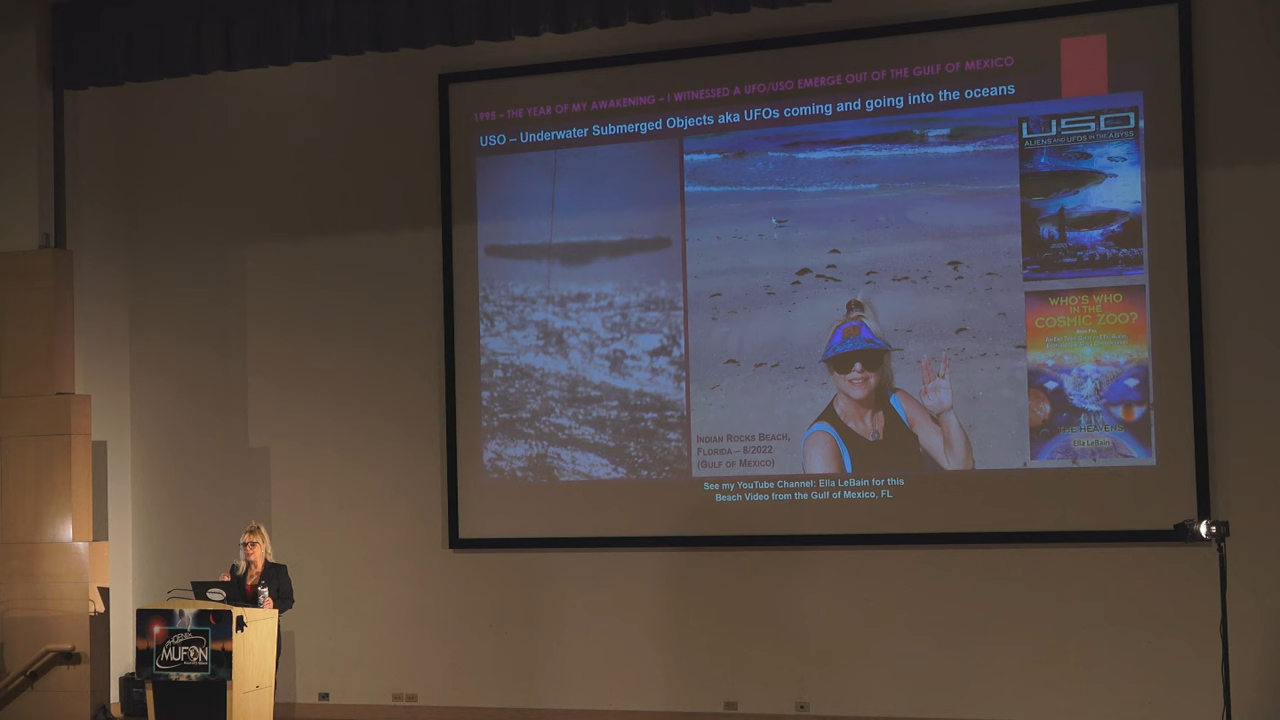 1995 – THE YEAR OF MY AWAKENING – I WITNESSED A UFO/USO EMERGE OUT OF THE GULF OF MEXICO
USO – Underwater Submerged Objects aka UFOs coming and going into the oceans
USO
ALIENS AND UFOS IN THE ABYSS
WHO'S WHO
IN THE
COSMIC ZOO?
THE HEAVENS
Ella LeBain
INDIAN ROCKS BEACH,
FLORIDA – 8/2022
(GULF OF MEXICO)
See my YouTube Channel: Ella LeBain for this
Beach Video from the Gulf of Mexico, FL
PHOENIX
MUFON